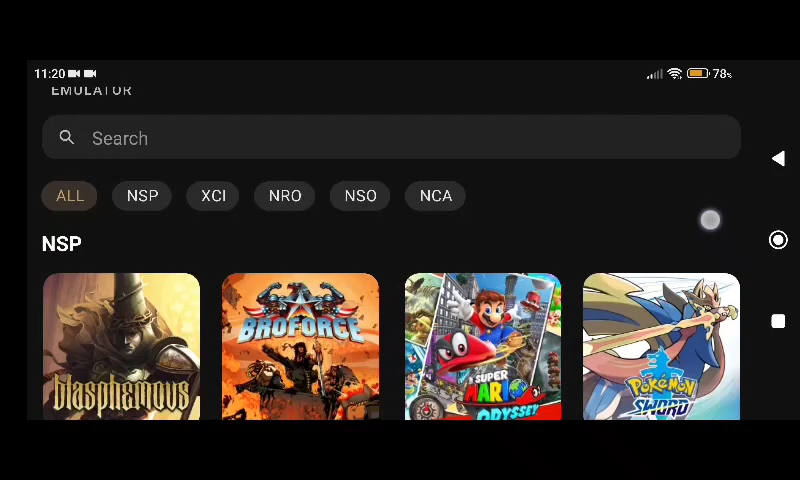 11:20 78%
EMULATOR
Search
ALL NSP XCI NRO NSO NCA
NSP
Blasphemous
BROFORCE
SUPER
MARIO
ODYSSEY
POKÉMON
SWORD